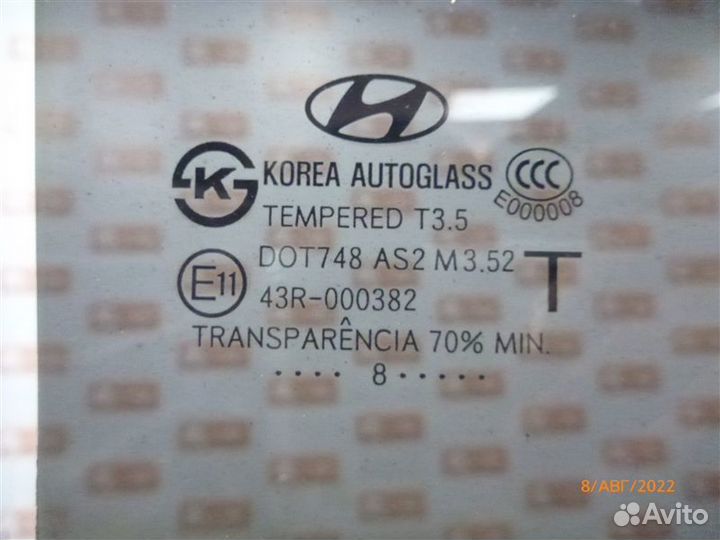 K KOREA AUTOGLASS CCC
E000008
TEMPERED T3.5
DOT748 AS2 M3.52 T
E11 43R-000382
TRANSPARÊNCIA 70% MIN.
···· 8 ·····
8/АВГ/2022
Avito